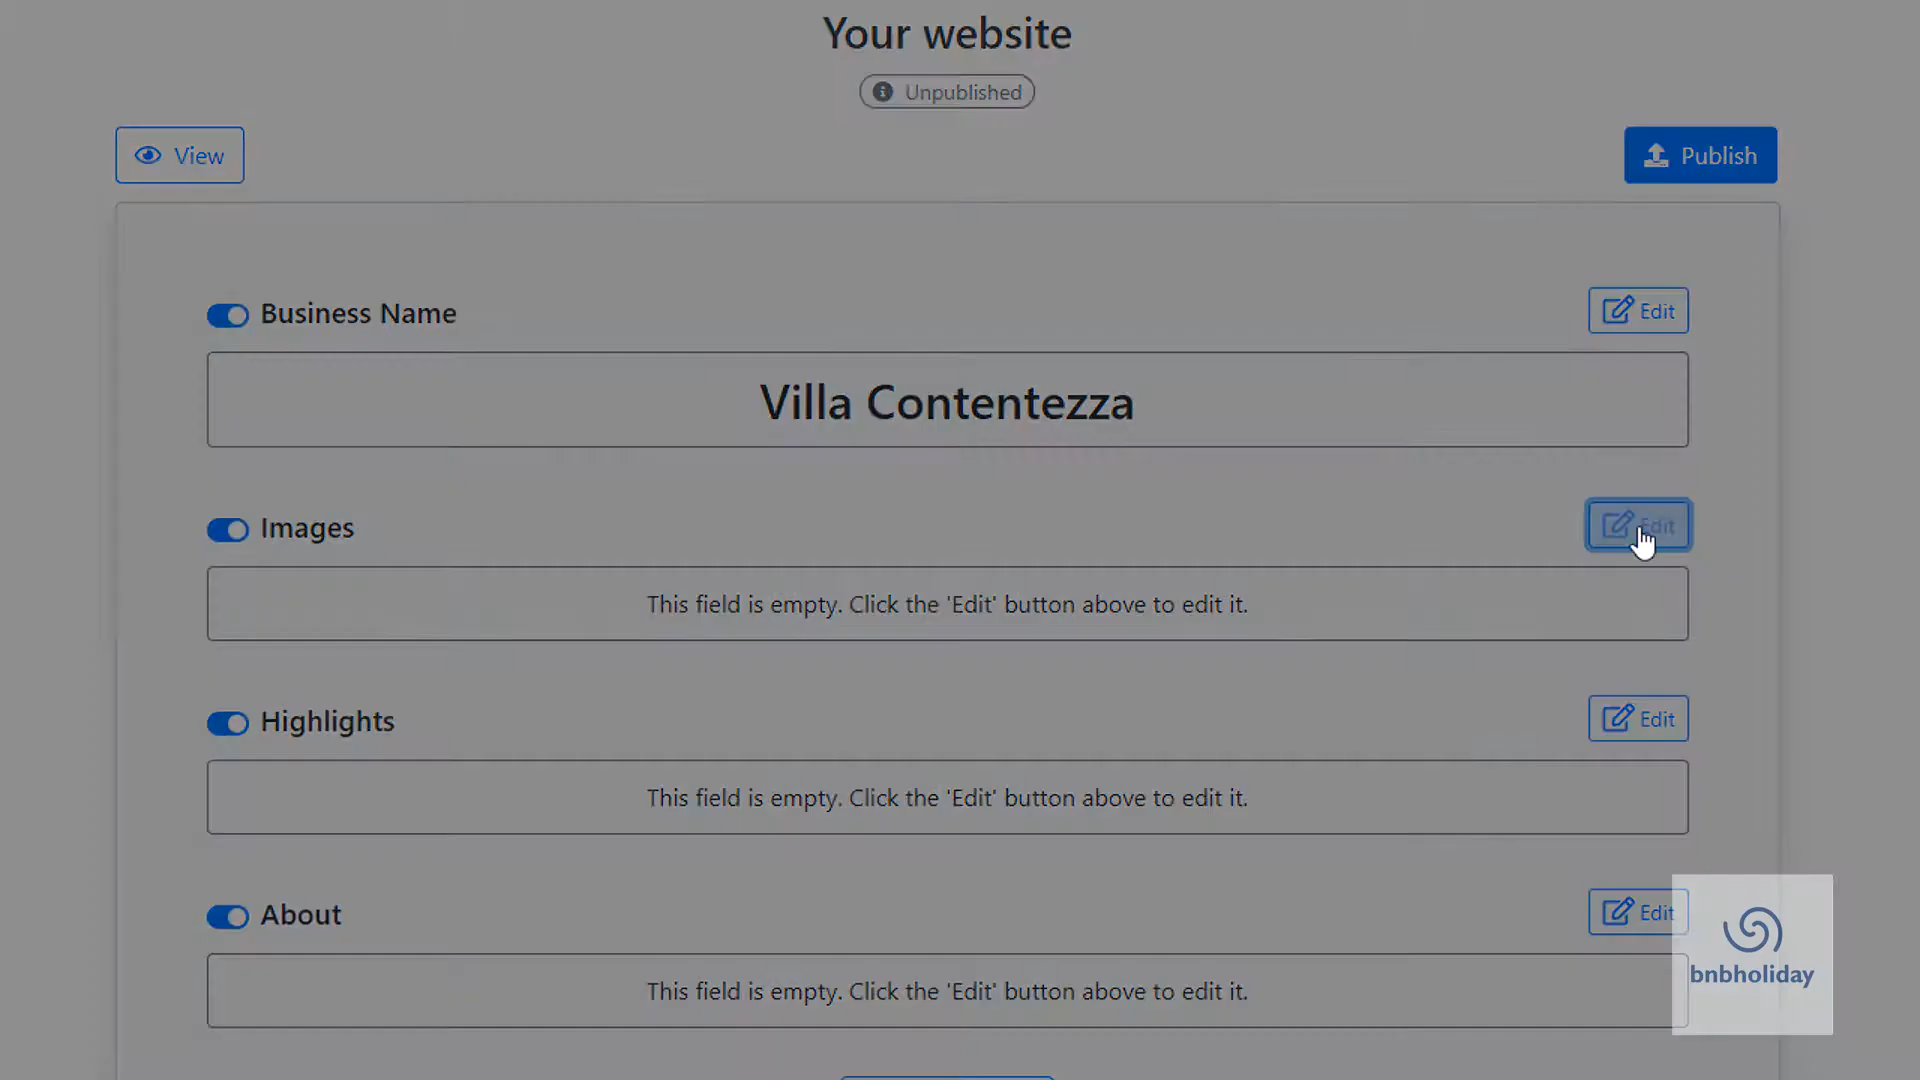 Your website
Unpublished
View
Publish
Business Name
Edit
Villa Contentezza
Images
Edit
This field is empty. Click the 'Edit' button above to edit it.
Highlights
Edit
This field is empty. Click the 'Edit' button above to edit it.
About
Edit
This field is empty. Click the 'Edit' button above to edit it.
bnbholiday